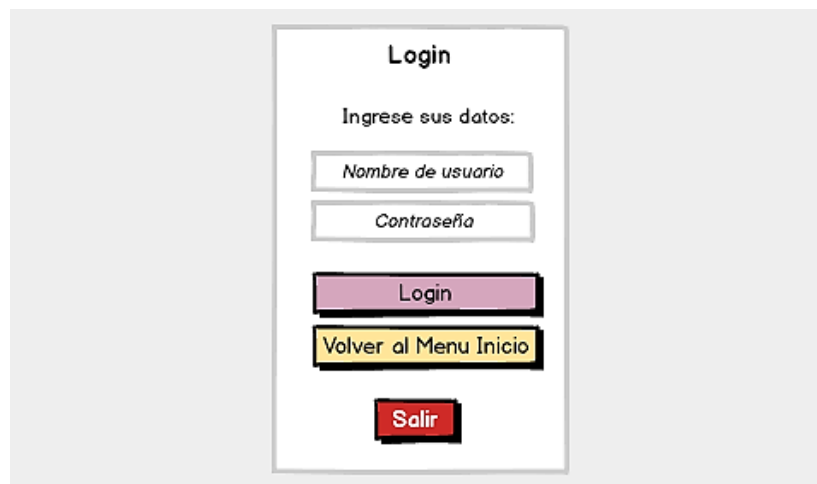 Login
Ingrese sus datos:
Nombre de usuario
Contraseña
Login
Volver al Menu Inicio
Salir